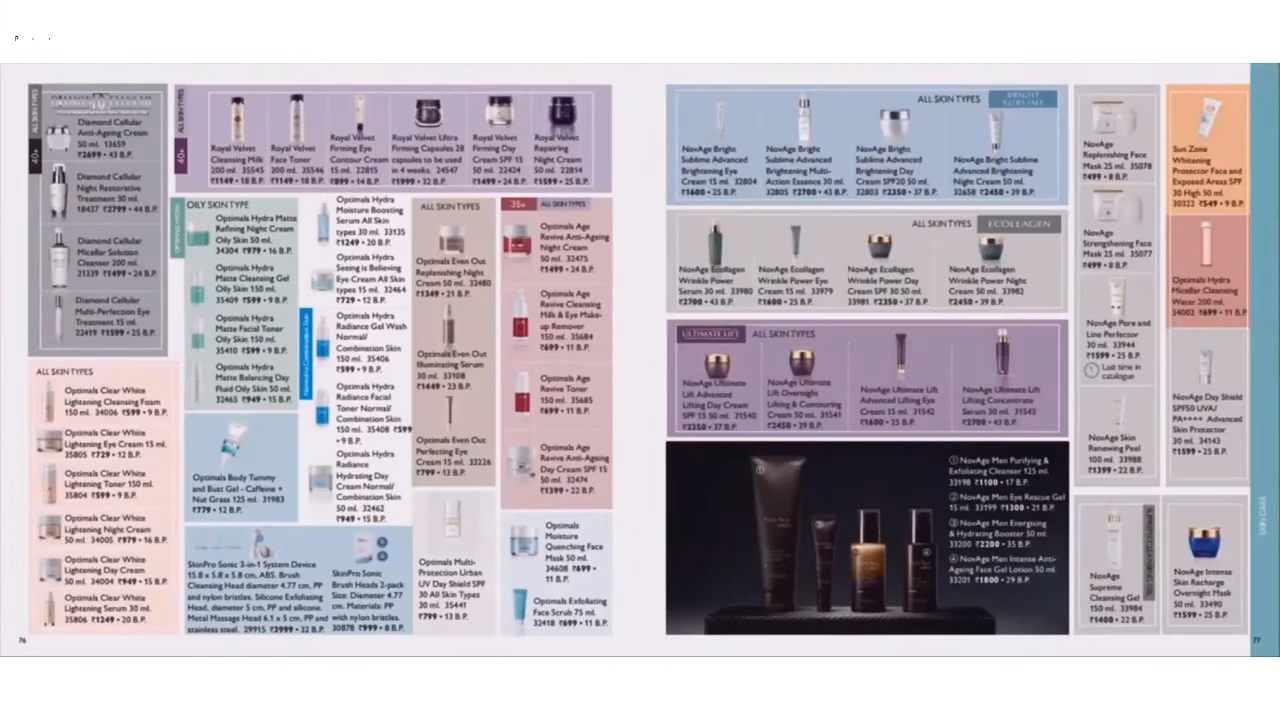 ALL SKIN TYPES
40+
Diamond Cellular
Anti-Ageing Cream
50 ml. 13659
₹2699 • 43 B.P.
Diamond Cellular
Night Restorative
Treatment 30 ml.
18437 ₹2799 • 44 B.P.
Diamond Cellular
Micellar Solution
Cleanser 200 ml.
21339 ₹1499 • 24 B.P.
Diamond Cellular
Multi-Perfection Eye
Treatment 15 ml.
22419 ₹1599 • 25 B.P.
ALL SKIN TYPES
40+
Royal Velvet
Cleansing Milk
200 ml. 35545
₹1149 • 18 B.P.
Royal Velvet
Face Toner
200 ml. 35546
₹1149 • 18 B.P.
Royal Velvet
Firming Eye
Contour Cream
15 ml. 22815
₹899 • 14 B.P.
Royal Velvet Ultra
Firming Capsules 28
capsules to be used
in 4 weeks. 24547
₹1999 • 32 B.P.
Royal Velvet
Firming Day
Cream SPF 15
50 ml. 22424
₹1499 • 24 B.P.
Royal Velvet
Repairing
Night Cream
50 ml. 22814
₹1599 • 25 B.P.
ALL SKIN TYPES
Optimals Clear White
Lightening Cleansing Foam
150 ml. 34006 ₹599 • 9 B.P.
Optimals Clear White
Lightening Eye Cream 15 ml.
35805 ₹729 • 12 B.P.
Optimals Clear White
Lightening Toner 150 ml.
35804 ₹599 • 9 B.P.
Optimals Clear White
Lightening Night Cream
50 ml. 34005 ₹979 • 16 B.P.
Optimals Clear White
Lightening Day Cream
50 ml. 34004 ₹949 • 15 B.P.
Optimals Clear White
Lightening Serum 30 ml.
35806 ₹1249 • 20 B.P.
OILY SKIN TYPE
Optimals Hydra Matte
Refining Night Cream
Oily Skin 50 ml.
34304 ₹979 • 16 B.P.
Optimals Hydra
Matte Cleansing Gel
Oily Skin 150 ml.
35409 ₹599 • 9 B.P.
Optimals Hydra
Matte Facial Toner
Oily Skin 150 ml.
35410 ₹599 • 9 B.P.
Optimals Hydra
Matte Balancing Day
Fluid Oily Skin 50 ml.
32465 ₹949 • 15 B.P.
Optimals Hydra
Moisture Boosting
Serum All Skin
types 30 ml. 33135
₹1249 • 20 B.P.
Optimals Hydra
Seeing is Believing
Eye Cream All Skin
types 15 ml. 32464
₹729 • 12 B.P.
Normal to Combination Skin
Optimals Hydra
Radiance Gel Wash
Normal/
Combination Skin
150 ml. 35406
₹599 • 9 B.P.
Optimals Hydra
Radiance Facial
Toner Normal/
Combination Skin
150 ml. 35408 ₹599
• 9 B.P.
Optimals Hydra
Radiance
Hydrating Day
Cream Normal/
Combination Skin
50 ml. 32462
₹949 • 15 B.P.
Optimals Body Tummy
and Bust Gel - Caffeine +
Nut Grass 125 ml. 31983
₹779 • 12 B.P.
SkinPro Sonic 3-in-1 System Device
15.8 x 5.8 x 5.8 cm, ABS. Brush
Cleansing Head diameter 4.77 cm, PP
and nylon bristles. Silicone Exfoliating
Head, diameter 5 cm, PP and silicone.
Metal Massage Head 6.1 x 5 cm, PP and
stainless steel. 29915 ₹3999 • 32 B.P.
SkinPro Sonic
Brush Heads 2-pack
Size: Diameter 4.77
cm. Materials: PP
with nylon bristles.
30878 ₹999 • 8 B.P.
ALL SKIN TYPES
Optimals Even Out
Replenishing Night
Cream 50 ml. 32480
₹1349 • 21 B.P.
Optimals Even Out
Illuminating Serum
30 ml. 33108
₹1449 • 23 B.P.
Optimals Even Out
Perfecting Eye
Cream 15 ml. 33226
₹799 • 13 B.P.
Optimals Multi-
Protection Urban
UV Day Shield SPF
30 All Skin Types
30 ml. 35441
₹799 • 13 B.P.
35+ ALL SKIN TYPES
Optimals Age
Revive Anti-Ageing
Night Cream
50 ml. 32475
₹1499 • 24 B.P.
Optimals Age
Revive Cleansing
Milk & Eye Make-
up Remover
150 ml. 35684
₹699 • 11 B.P.
Optimals Age
Revive Toner
150 ml. 35685
₹699 • 11 B.P.
Optimals Age
Revive Anti-Ageing
Day Cream SPF 15
50 ml. 32474
₹1399 • 22 B.P.
Optimals
Moisture
Quenching Face
Mask 50 ml.
34608 ₹699 •
11 B.P.
Optimals Exfoliating
Face Scrub 75 ml.
32418 ₹699 • 11 B.P.
76
ALL SKIN TYPES BRIGHT SUBLIME
NovAge Bright
Sublime Advanced
Brightening Eye
Cream 15 ml. 32804
₹1600 • 25 B.P.
NovAge Bright
Sublime Advanced
Brightening Multi-
Action Essence 30 ml.
32805 ₹2700 • 43 B.P.
NovAge Bright
Sublime Advanced
Brightening Day
Cream SPF20 50 ml.
32803 ₹2350 • 37 B.P.
NovAge Bright Sublime
Advanced Brightening
Night Cream 50 ml.
32658 ₹2450 • 39 B.P.
ALL SKIN TYPES ECOLLAGEN
NovAge Ecollagen
Wrinkle Power
Serum 30 ml. 33980
₹2700 • 43 B.P.
NovAge Ecollagen
Wrinkle Power Eye
Cream 15 ml. 33979
₹1600 • 25 B.P.
NovAge Ecollagen
Wrinkle Power Day
Cream SPF 30 50 ml.
33981 ₹2350 • 37 B.P.
NovAge Ecollagen
Wrinkle Power Night
Cream 50 ml. 33982
₹2450 • 39 B.P.
ULTIMATE LIFT ALL SKIN TYPES
NovAge Ultimate
Lift Advanced
Lifting Day Cream
SPF 15 50 ml. 31540
₹2350 • 37 B.P.
NovAge Ultimate
Lift Overnight
Lifting & Contouring
Cream 50 ml. 31541
₹2450 • 39 B.P.
NovAge Ultimate Lift
Advanced Lifting Eye
Cream 15 ml. 31542
₹1600 • 25 B.P.
NovAge Ultimate Lift
Lifting Concentrate
Serum 30 ml. 31543
₹2700 • 43 B.P.
① NovAge Men Purifying &
Exfoliating Cleanser 125 ml.
33198 ₹1100 • 17 B.P.
② NovAge Men Eye Rescue Gel
15 ml. 33199 ₹1300 • 21 B.P.
③ NovAge Men Energising
& Hydrating Booster 50 ml.
33200 ₹2200 • 35 B.P.
④ NovAge Men Intense Anti-
Ageing Face Gel Lotion 50 ml.
33201 ₹1800 • 29 B.P.
NovAge
Replenishing Face
Mask 25 ml. 35078
₹499 • 8 B.P.
NovAge
Strengthening Face
Mask 25 ml. 35077
₹499 • 8 B.P.
NovAge Pore and
Line Perfector
30 ml. 33944
₹1599 • 25 B.P.
Last time in
catalogue
NovAge Skin
Renewing Peel
100 ml. 33988
₹1399 • 22 B.P.
NovAge
Supreme
Cleansing Gel
150 ml. 33984
₹1400 • 22 B.P.
Sun Zone
Whitening
Protector Face and
Exposed Areas SPF
30 High 50 ml.
30322 ₹549 • 9 B.P.
Optimals Hydra
Micellar Cleansing
Water 200 ml.
34002 ₹699 • 11 B.P
NovAge Day Shield
SPF50 UVA/
PA++++ Advanced
Skin Protector
30 ml. 34143
₹1599 • 25 B.P.
NovAge Intense
Skin Recharge
Overnight Mask
50 ml. 33490
₹1599 • 25 B.P.
SKIN CARE
77